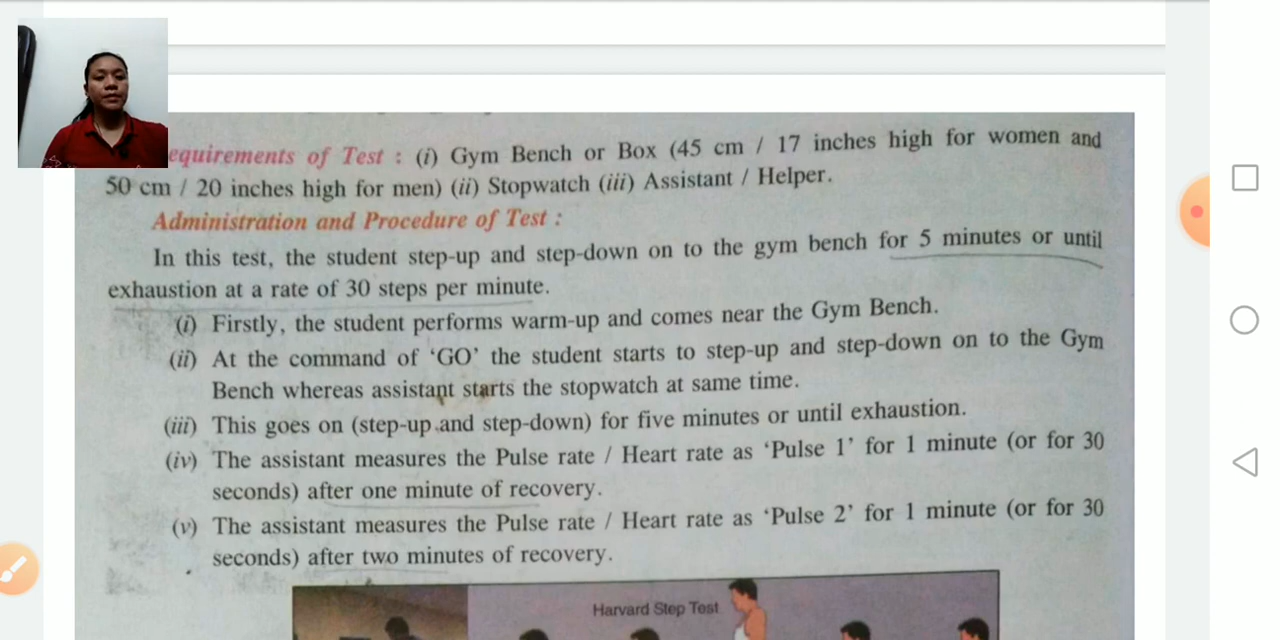 equirements of Test : (i) Gym Bench or Box (45 cm / 17 inches high for women and
50 cm / 20 inches high for men) (ii) Stopwatch (iii) Assistant / Helper.
Administration and Procedure of Test :
In this test, the student step-up and step-down on to the gym bench for 5 minutes or until
exhaustion at a rate of 30 steps per minute.
(i) Firstly, the student performs warm-up and comes near the Gym Bench.
(ii) At the command of ‘GO’ the student starts to step-up and step-down on to the Gym
Bench whereas assistant starts the stopwatch at same time.
(iii) This goes on (step-up and step-down) for five minutes or until exhaustion.
(iv) The assistant measures the Pulse rate / Heart rate as ‘Pulse 1’ for 1 minute (or for 30
seconds) after one minute of recovery.
(v) The assistant measures the Pulse rate / Heart rate as ‘Pulse 2’ for 1 minute (or for 30
seconds) after two minutes of recovery.
Harvard Step Test